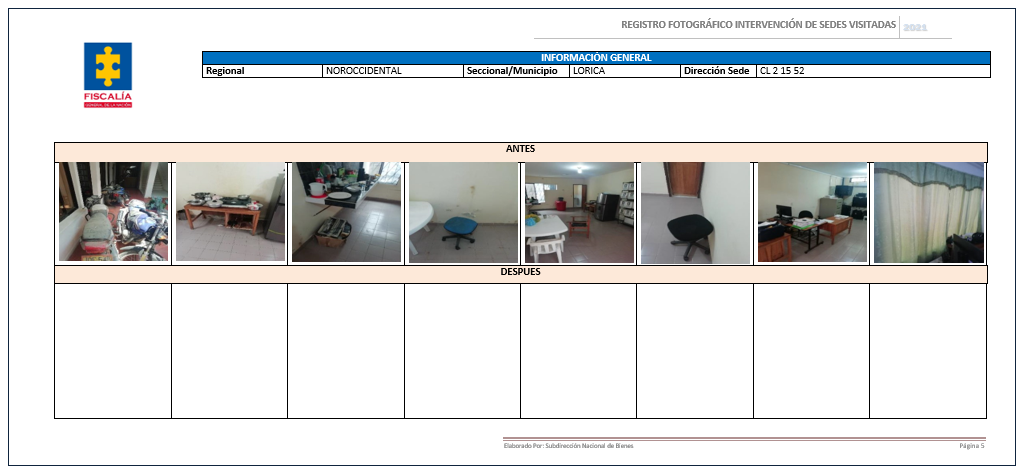 REGISTRO FOTOGRÁFICO INTERVENCIÓN DE SEDES VISITADAS 2021
FISCALÍA
GENERAL DE LA NACIÓN
INFORMACIÓN GENERAL
Regional NOROCCIDENTAL Seccional/Municipio LORICA Dirección Sede CL 2 15 52
ANTES
DESPUES
Elaborado Por: Subdirección Nacional de Bienes Página 5